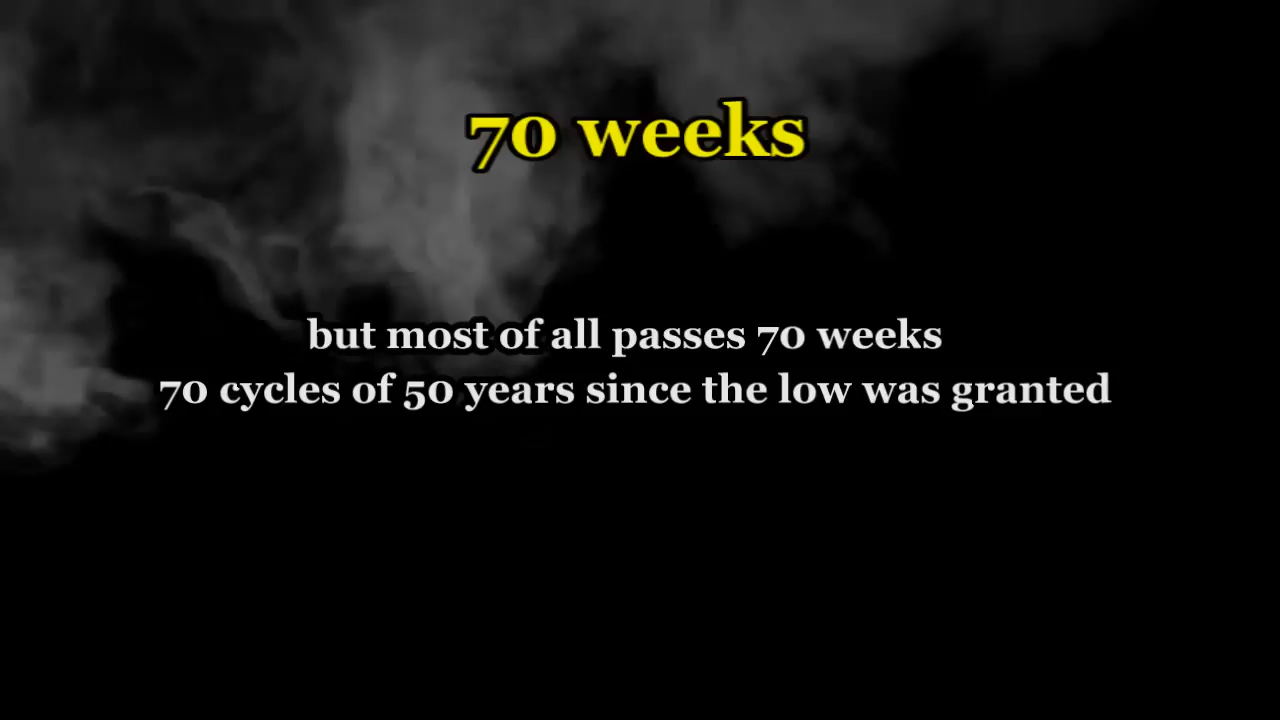 70 weeks
but most of all passes 70 weeks
70 cycles of 50 years since the low was granted